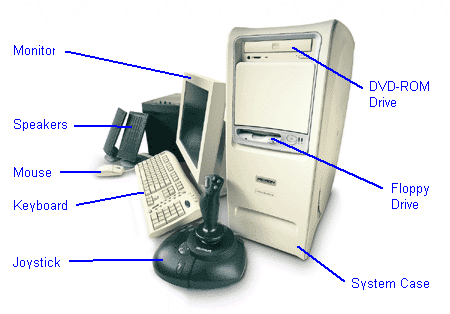 Monitor
DVD-ROM
Drive
Speakers
Mouse
Keyboard
Floppy
Drive
Joystick
System Case